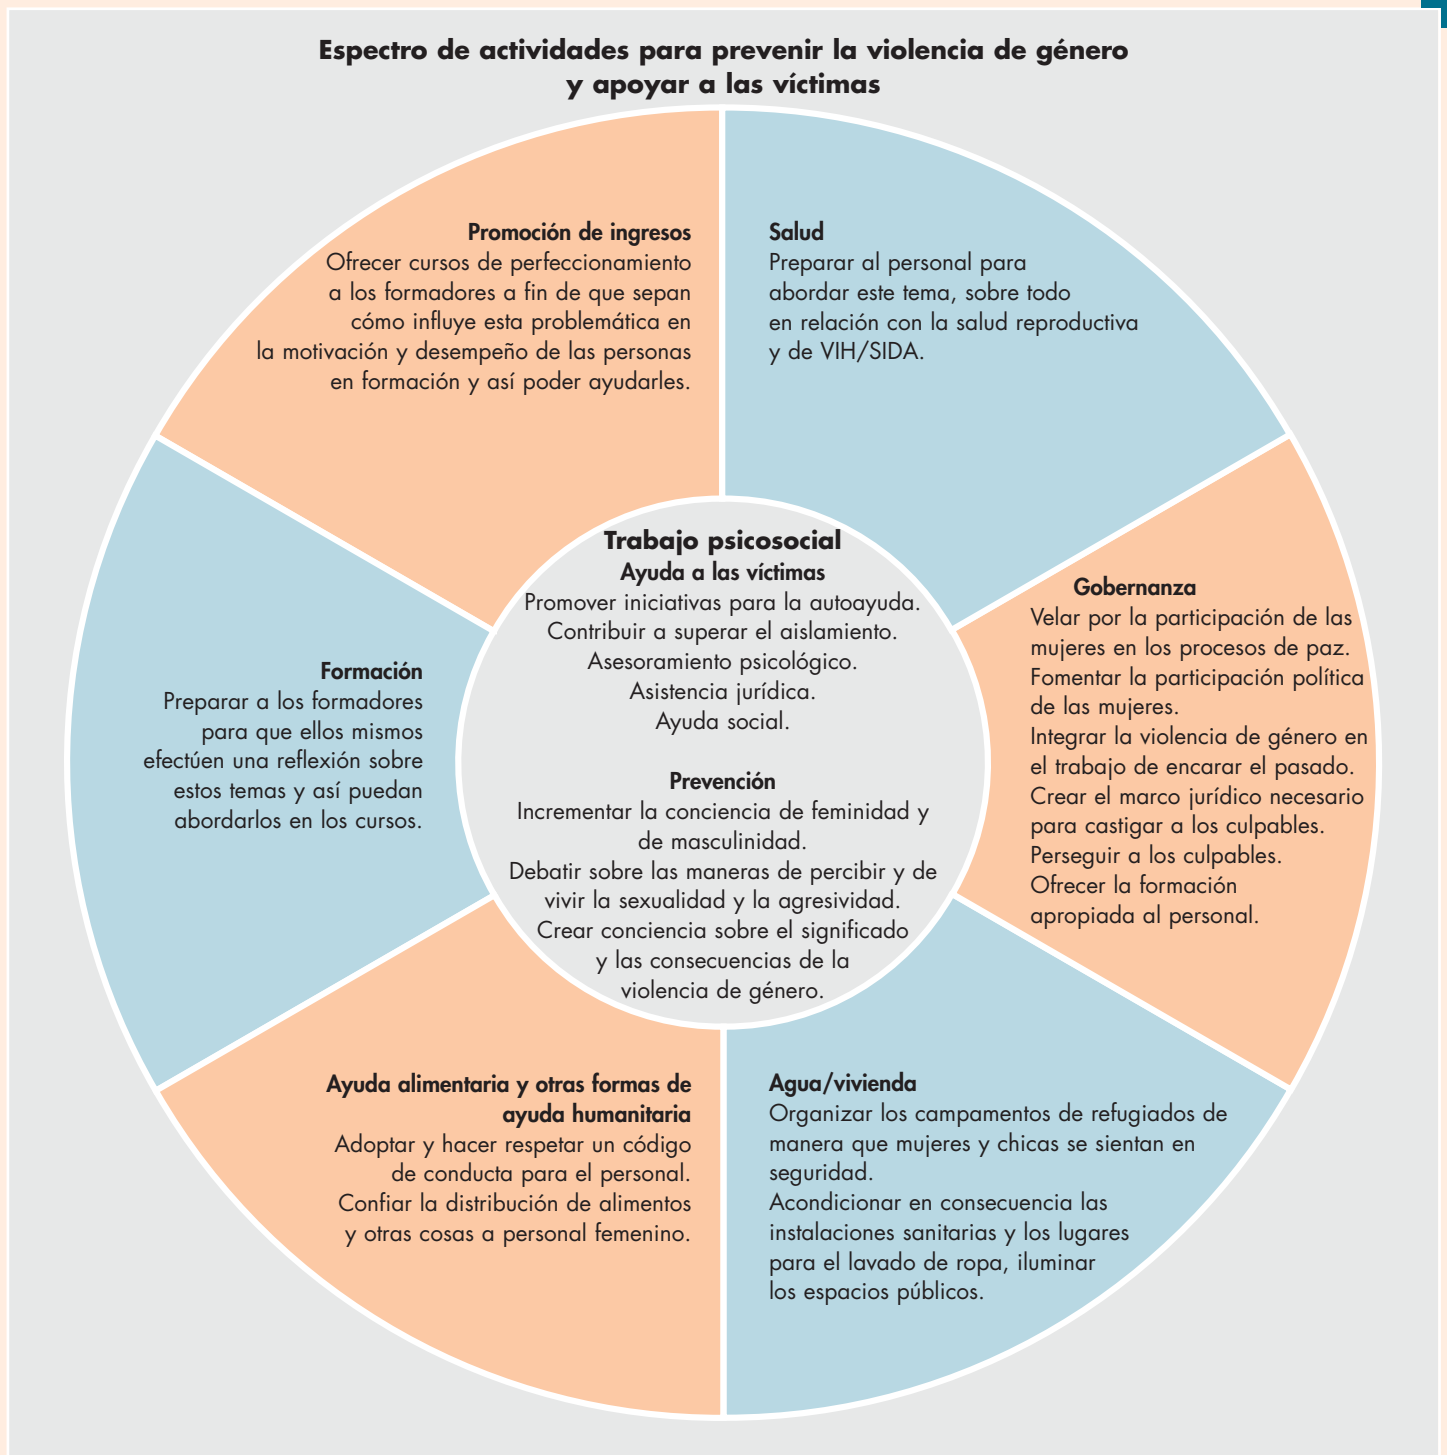 Espectro de actividades para prevenir la violencia de género
y apoyar a las víctimas
Promoción de ingresos
Ofrecer cursos de perfeccionamiento
a los formadores a fin de que sepan
cómo influye esta problemática en
la motivación y desempeño de las personas
en formación y así poder ayudarles.
Salud
Preparar al personal para
abordar este tema, sobre todo
en relación con la salud reproductiva
y de VIH/SIDA.
Trabajo psicosocial
Ayuda a las víctimas
Promover iniciativas para la autoayuda.
Contribuir a superar el aislamiento.
Asesoramiento psicológico.
Asistencia jurídica.
Ayuda social.
Prevención
Incrementar la conciencia de feminidad y
de masculinidad.
Debatir sobre las maneras de percibir y de
vivir la sexualidad y la agresividad.
Crear conciencia sobre el significado
y las consecuencias de la
violencia de género.
Gobernanza
Velar por la participación de las
mujeres en los procesos de paz.
Fomentar la participación política
de las mujeres.
Integrar la violencia de género en
el trabajo de encarar el pasado.
Crear el marco jurídico necesario
para castigar a los culpables.
Perseguir a los culpables.
Ofrecer la formación
apropiada al personal.
Formación
Preparar a los formadores
para que ellos mismos
efectúen una reflexión sobre
estos temas y así puedan
abordarlos en los cursos.
Ayuda alimentaria y otras formas de
ayuda humanitaria
Adoptar y hacer respetar un código
de conducta para el personal.
Confiar la distribución de alimentos
y otras cosas a personal femenino.
Agua/vivienda
Organizar los campamentos de refugiados de
manera que mujeres y chicas se sientan en
seguridad.
Acondicionar en consecuencia las
instalaciones sanitarias y los lugares
para el lavado de ropa, iluminar
los espacios públicos.